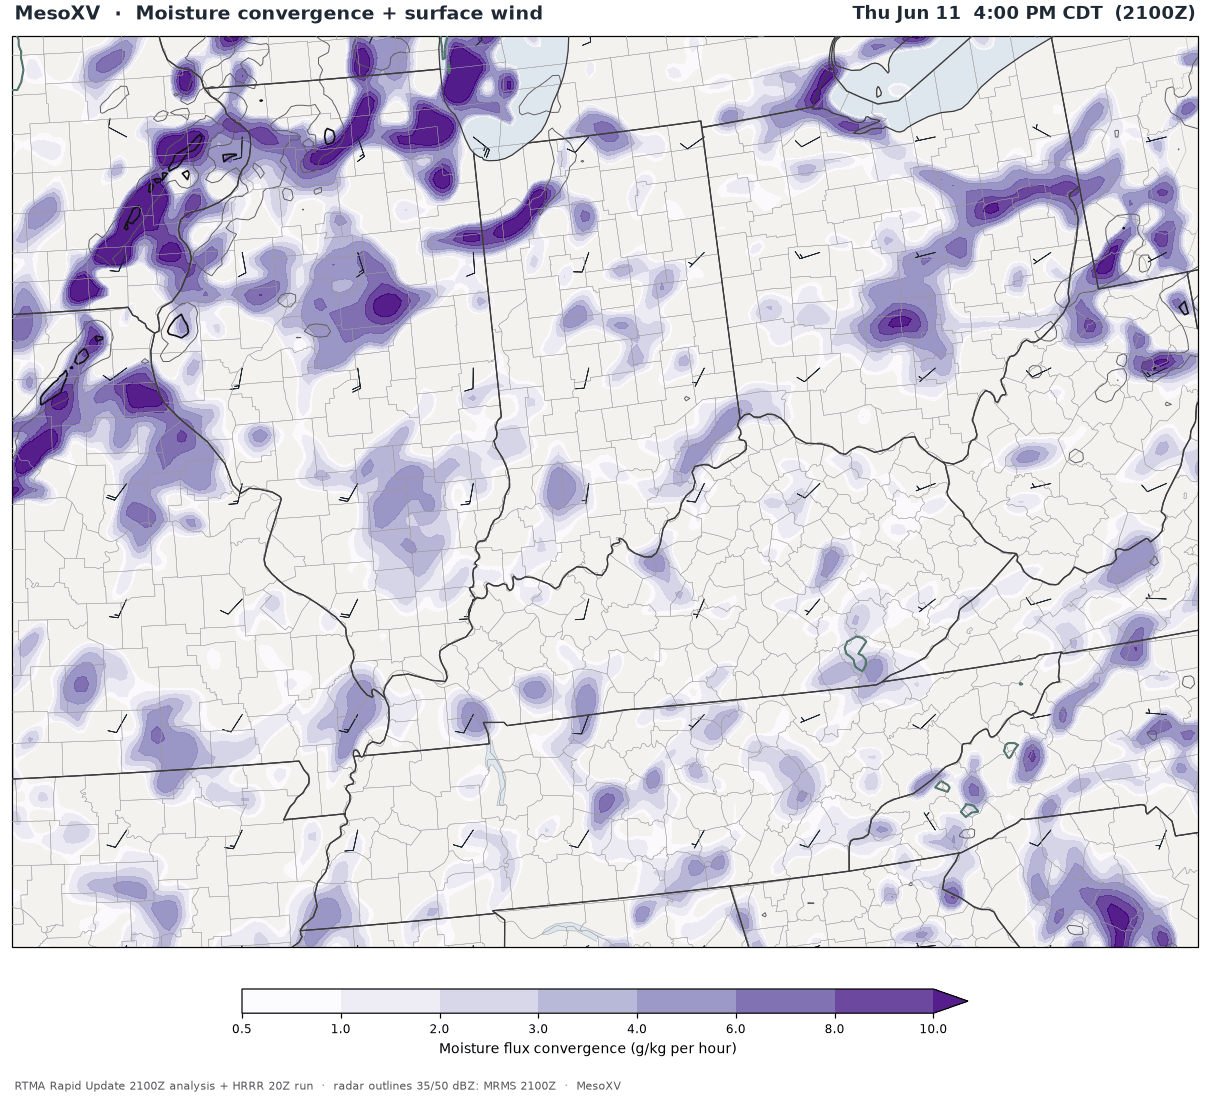 MesoXV · Moisture convergence + surface wind
Thu Jun 11 4:00 PM CDT (2100Z)
0.5 1.0 2.0 3.0 4.0 6.0 8.0 10.0
Moisture flux convergence (g/kg per hour)
RTMA Rapid Update 2100Z analysis + HRRR 20Z run · radar outlines 35/50 dBZ: MRMS 2100Z · MesoXV